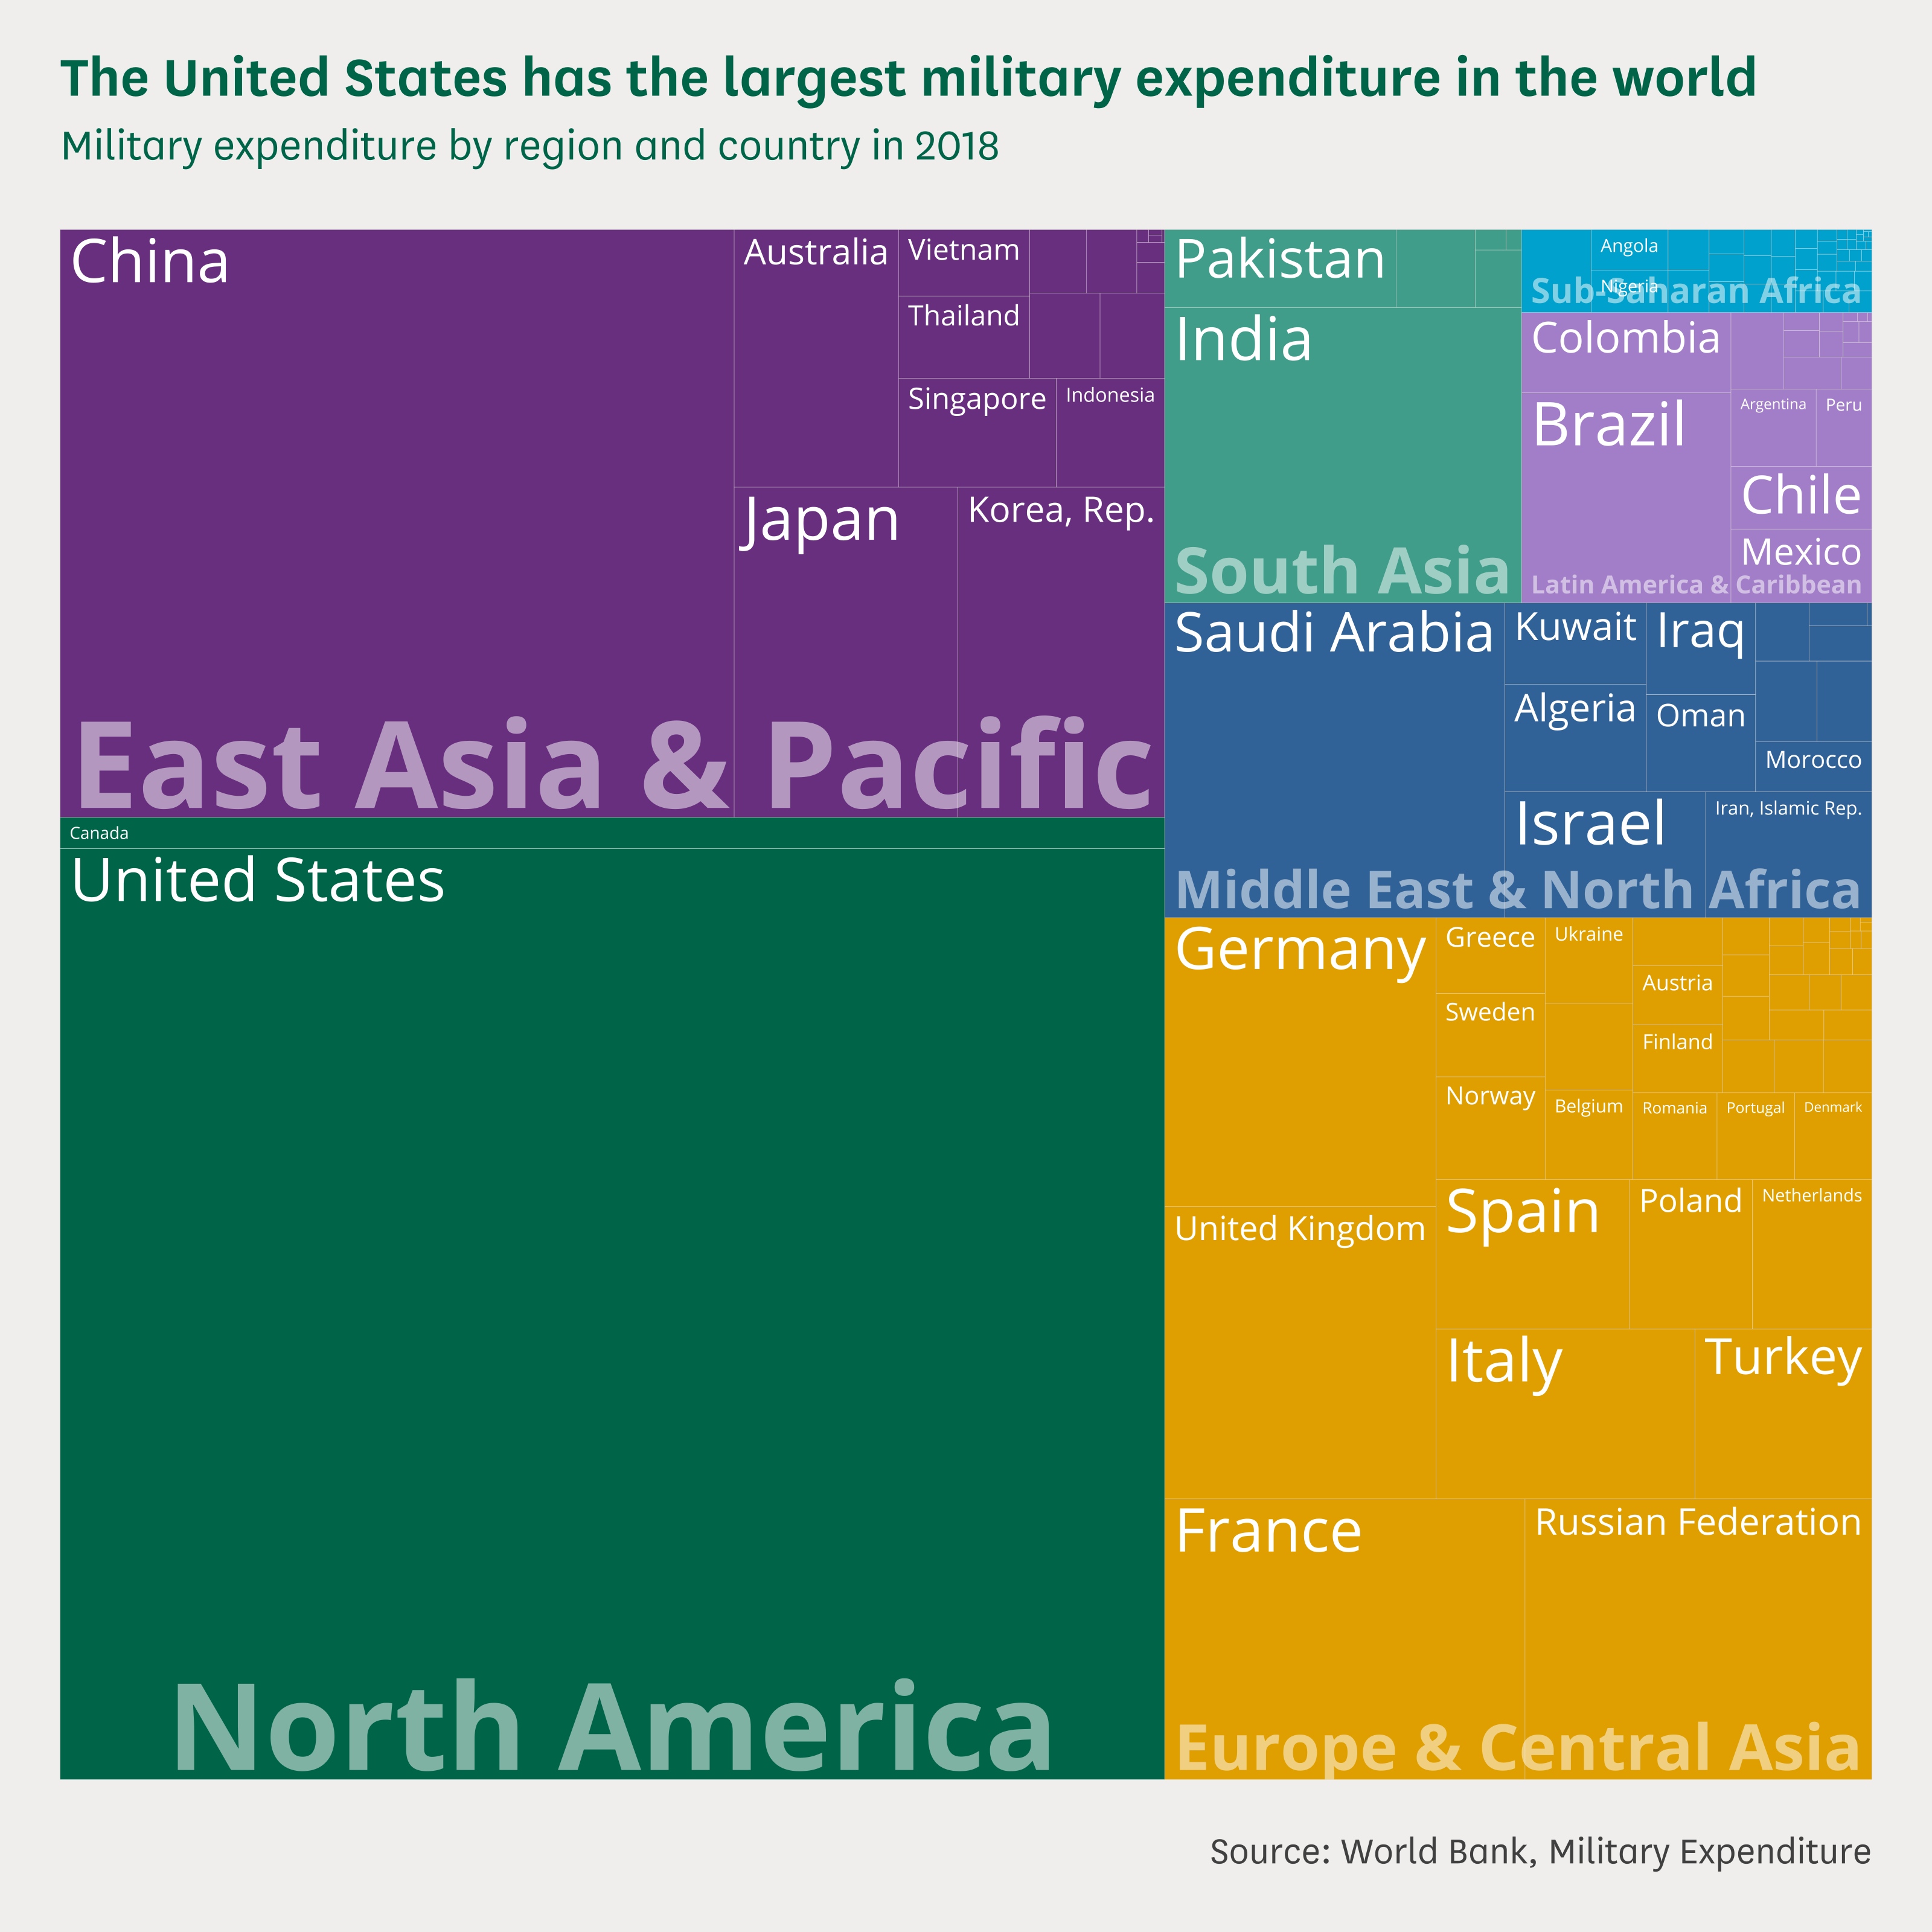 The United States has the largest military expenditure in the world
Military expenditure by region and country in 2018
China
Australia
Vietnam
Thailand
Singapore
Indonesia
Japan
Korea, Rep.
East Asia & Pacific
Canada
United States
North America
Pakistan
India
South Asia
Angola
Nigeria
Sub-Saharan Africa
Colombia
Brazil
Argentina
Peru
Chile
Mexico
Latin America & Caribbean
Saudi Arabia
Kuwait
Iraq
Algeria
Oman
Morocco
Israel
Iran, Islamic Rep.
Middle East & North Africa
Germany
Greece
Ukraine
Austria
Sweden
Finland
Norway
Belgium
Romania
Portugal
Denmark
United Kingdom
Spain
Poland
Netherlands
Italy
Turkey
France
Russian Federation
Europe & Central Asia
Source: World Bank, Military Expenditure